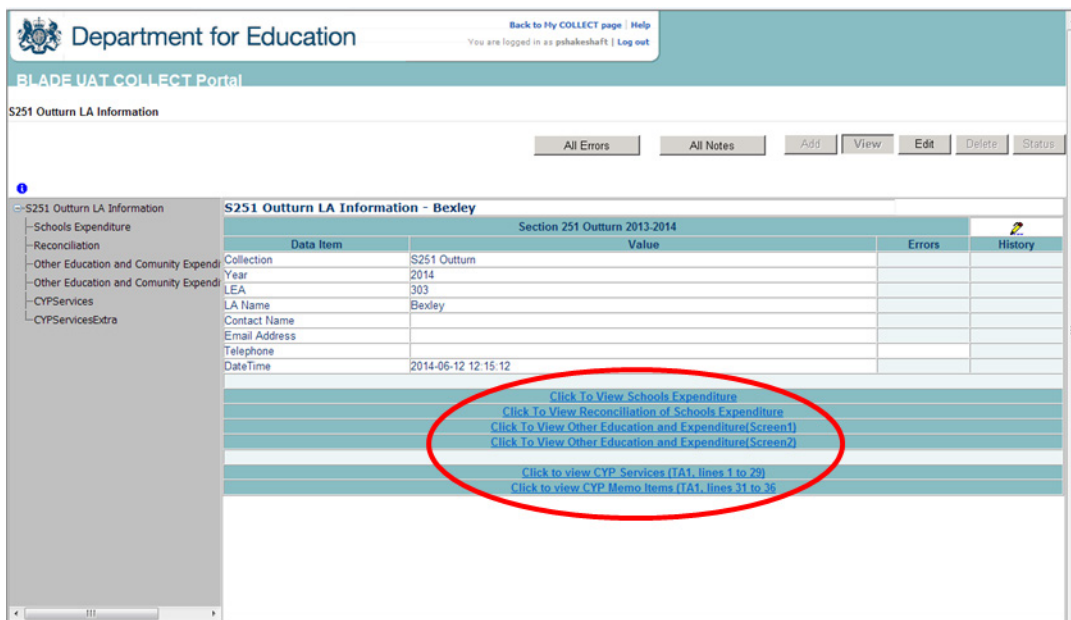 Department for Education
Back to My COLLECT page | Help
You are logged in as pshakeshaft | Log out
BLADE UAT COLLECT Portal
S251 Outturn LA Information
All Errors All Notes Add View Edit Delete Status
S251 Outturn LA Information
Schools Expenditure
Reconciliation
Other Education and Comunity Expendi
Other Education and Comunity Expendi
CYPServices
CYPServicesExtra
S251 Outturn LA Information - Bexley
Section 251 Outturn 2013-2014
Data Item Value Errors History
Collection S251 Outturn
Year 2014
LEA 303
LA Name Bexley
Contact Name
Email Address
Telephone
DateTime 2014-06-12 12:15:12
Click To View Schools Expenditure
Click To View Reconciliation of Schools Expenditure
Click To View Other Education and Expenditure(Screen1)
Click To View Other Education and Expenditure(Screen2)
Click to view CYP Services (TA1, lines 1 to 29)
Click to view CYP Memo Items (TA1, lines 31 to 36